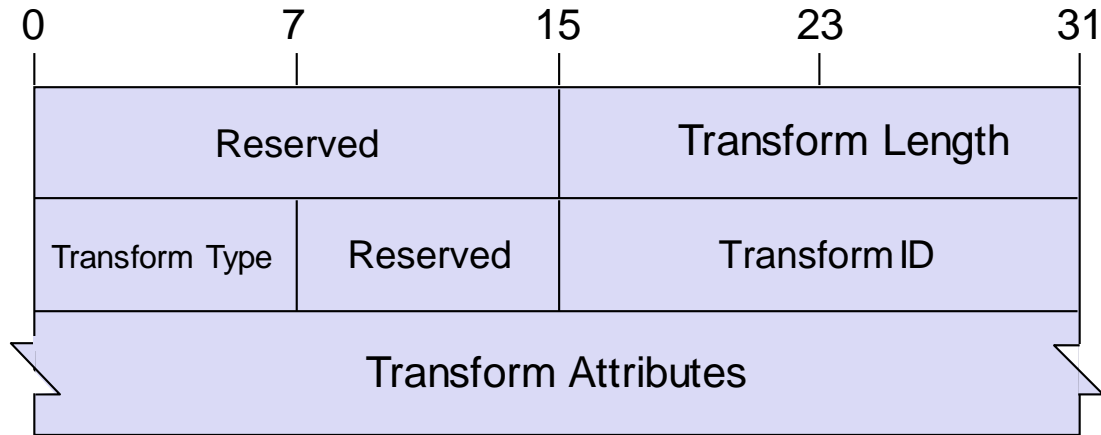 0 7 15 23 31
Reserved Transform Length
Transform Type Reserved Transform ID
Transform Attributes